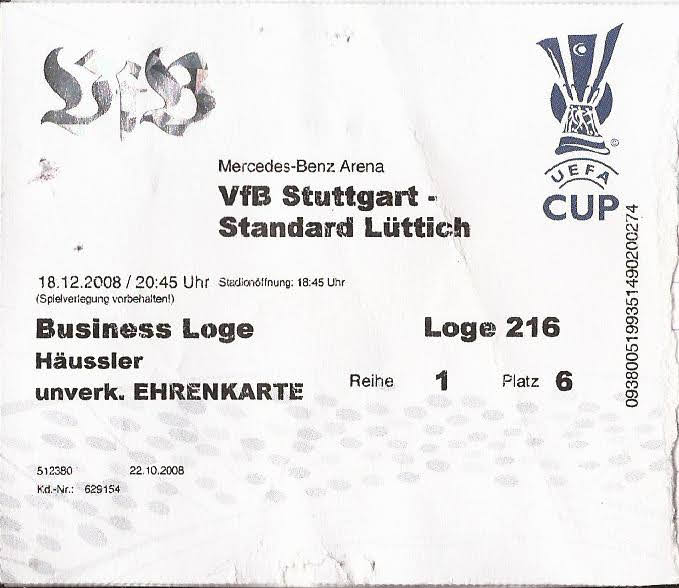 VfB
UEFA
CUP
Mercedes-Benz Arena
VfB Stuttgart -
Standard Lüttich
18.12.2008 / 20:45 Uhr Stadionöffnung: 18:45 Uhr
(Spielverlegung vorbehalten!)
Business Loge Loge 216
Häussler
unverk. EHRENKARTE Reihe 1 Platz 6
512380 22.10.2008
Kd.-Nr.: 629154
0938005199351490200274